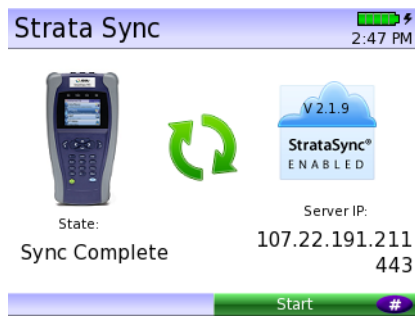 Strata Sync
2:47 PM
V 2.1.9
StrataSync®
ENABLED
State:
Sync Complete
Server IP:
107.22.191.211
443
Start
#